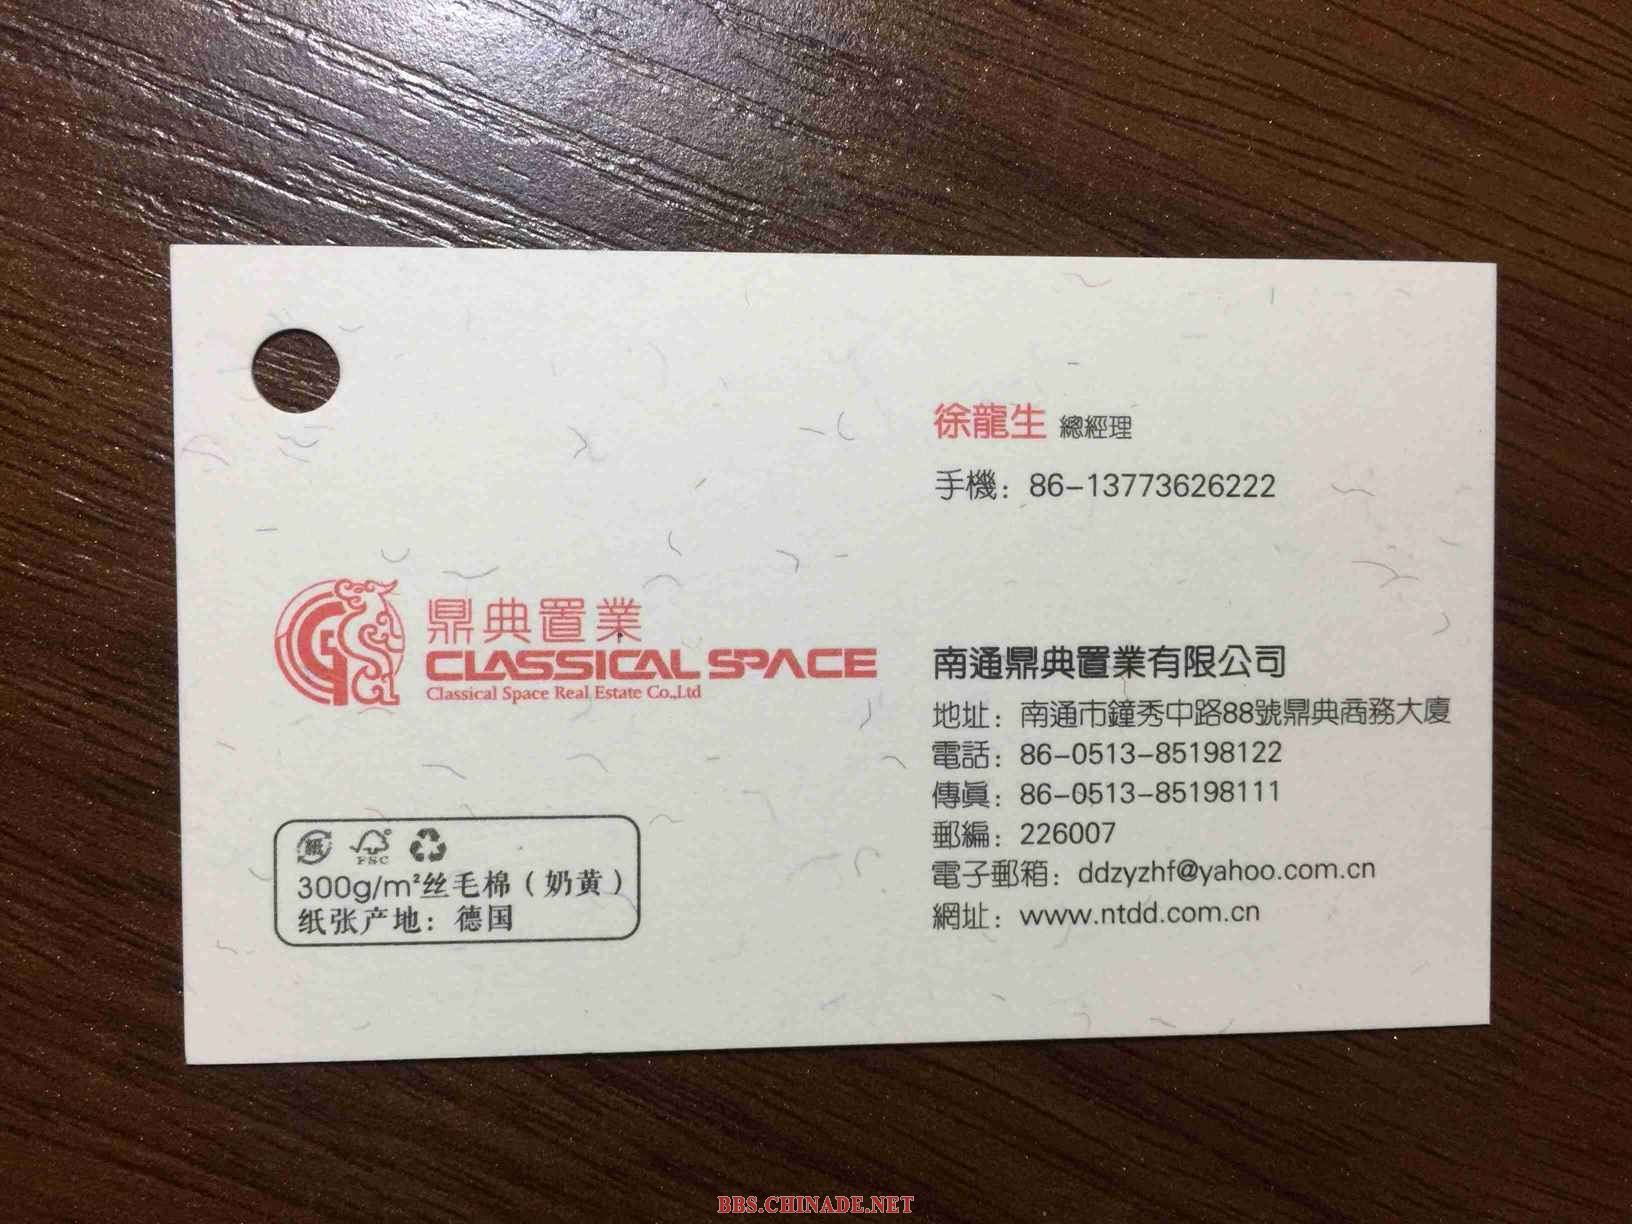 徐龍生 總經理
手機：86-13773626222
鼎典置業
CLASSICAL SPACE
Classical Space Real Estate Co.,Ltd
南通鼎典置業有限公司
地址：南通市鐘秀中路88號鼎典商務大廈
電話：86-0513-85198122
傳眞：86-0513-85198111
郵編：226007
電子郵箱：ddzyzhf@yahoo.com.cn
網址：www.ntdd.com.cn
紙 FSC
300g/m²丝毛棉（奶黄）
纸张产地：德国
BBS.CHINADE.NET